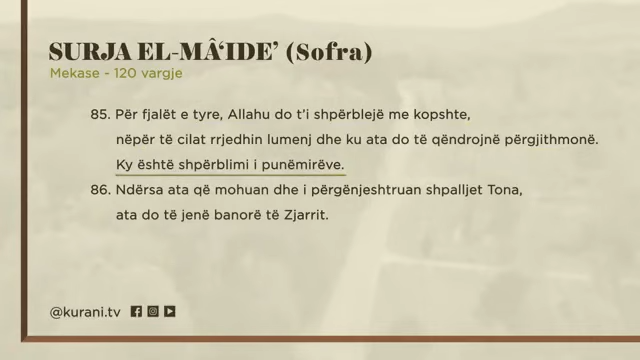 SURJA EL-MÂ‘IDE’ (Sofra)
Mekase - 120 vargje
85. Për fjalët e tyre, Allahu do t’i shpërblejë me kopshte,
nëpër të cilat rrjedhin lumenj dhe ku ata do të qëndrojnë përgjithmonë.
Ky është shpërblimi i punëmirëve.
86. Ndërsa ata që mohuan dhe i përgënjeshtruan shpalljet Tona,
ata do të jenë banorë të Zjarrit.
@kurani.tv